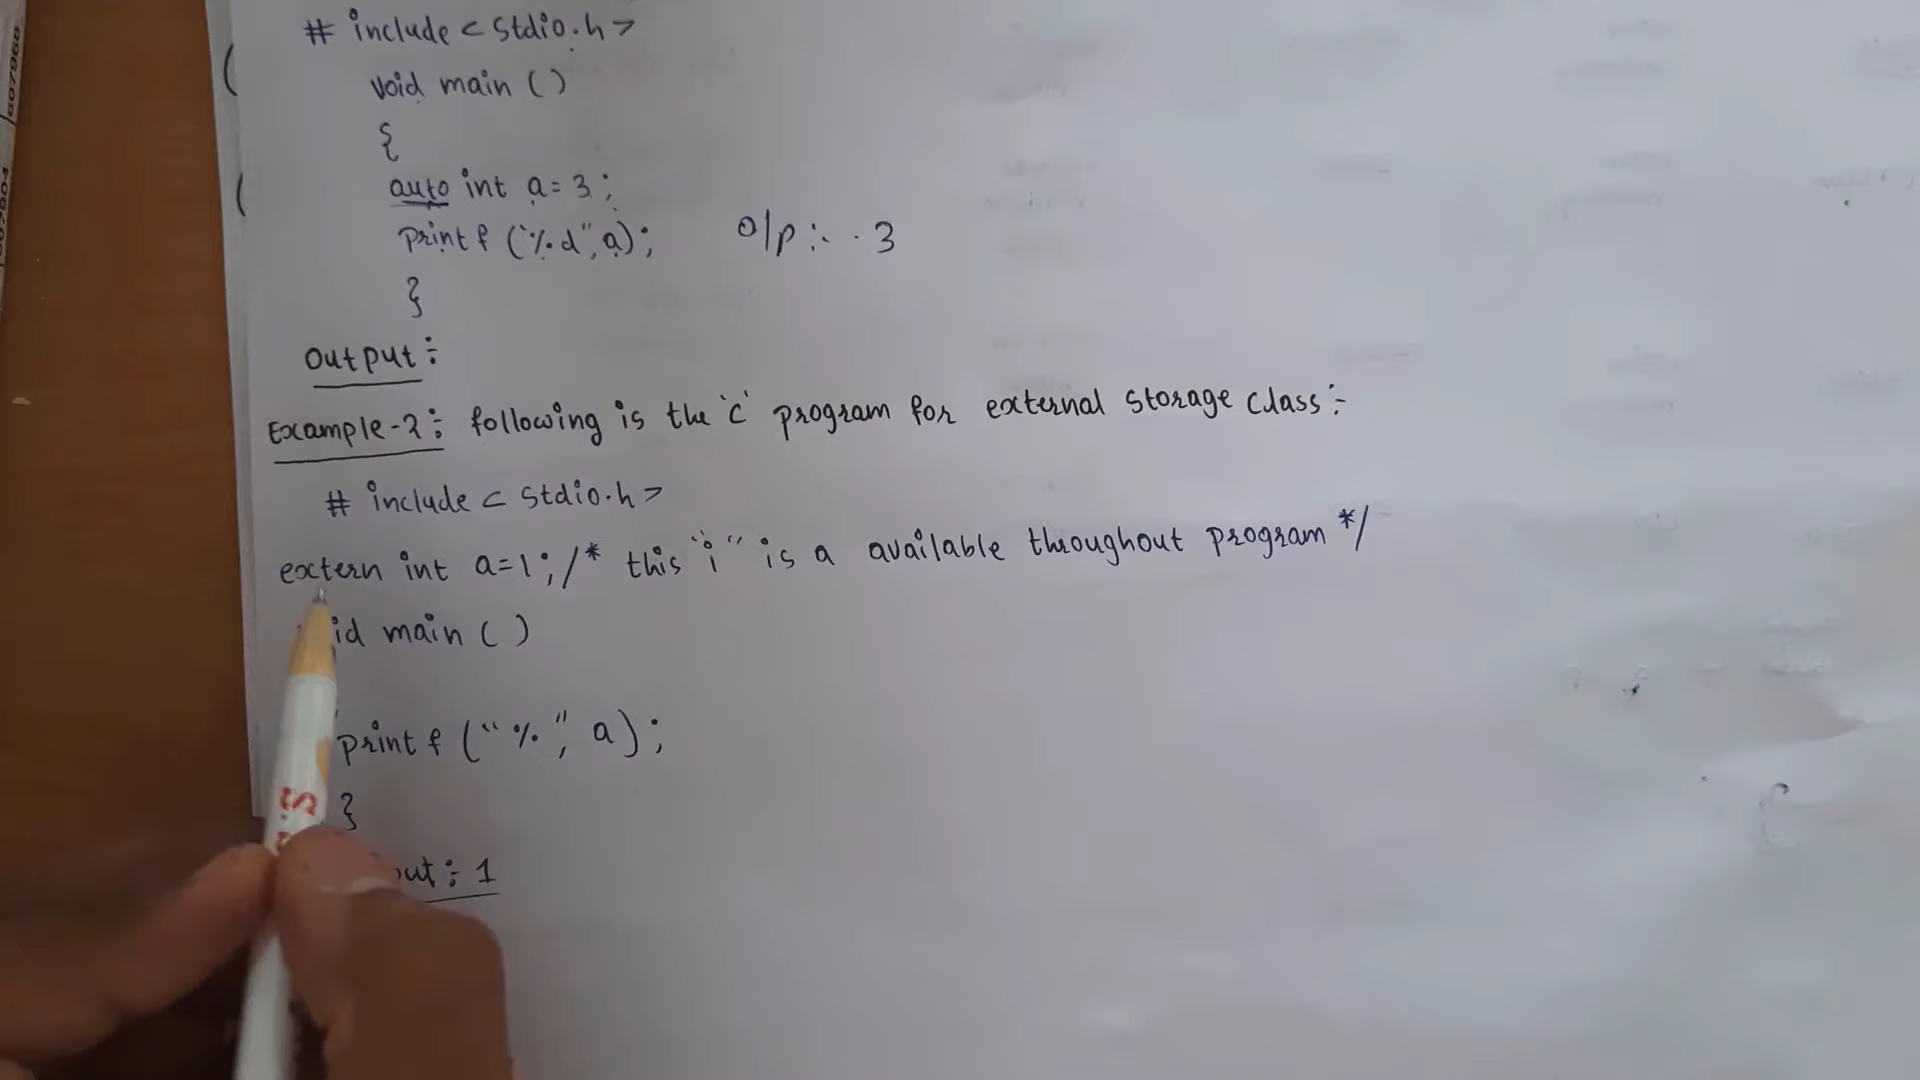 # include < stdio.h >
void main ( )
{
auto int a = 3 ;
printf ("%d", a) ; o/p :- 3
}
output :
Example-2 : following is the 'c' program for external storage class :-
# include < stdio.h >
extern int a=1 ; /* this "i" is a available throughout program */
id main ( )
printf ("%", a) ;
}
out : 1